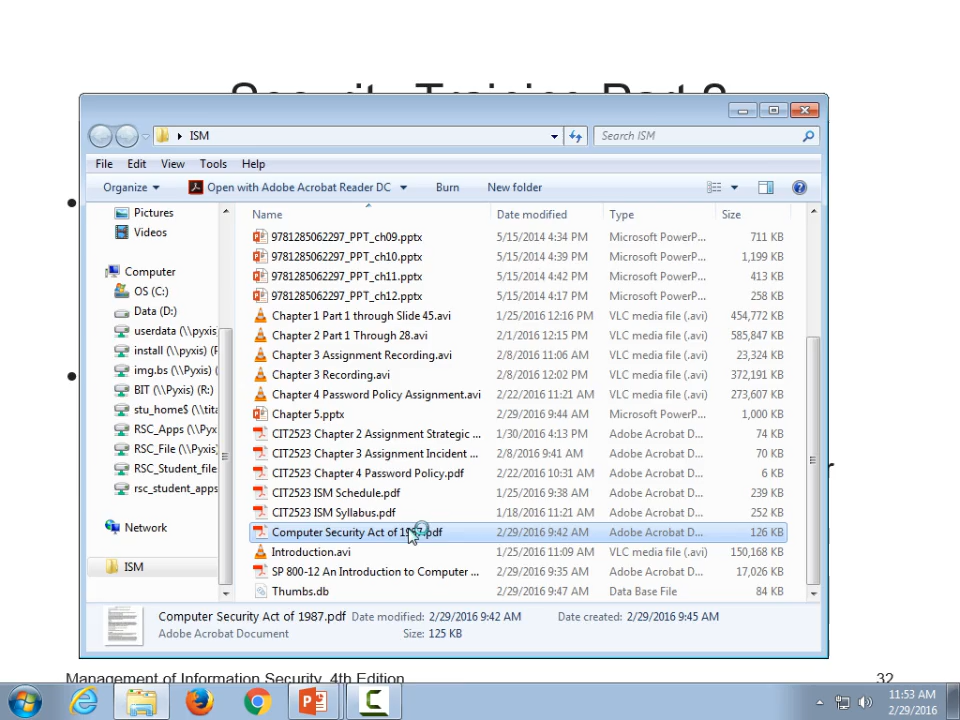 Security Training Part 2
ISM
Search ISM
File Edit View Tools Help
Organize Open with Adobe Acrobat Reader DC Burn New folder
Name Date modified Type Size
Pictures
Videos
Computer
OS (C:)
Data (D:)
userdata (\\pyxis)
install (\\pyxis) (P
img.bs (\\Pyxis) (
BIT (\\Pyxis) (R:)
stu_home$ (\\tita
RSC_Apps (\\Pyx
RSC_File (\\Pyxis
RSC_Student_file
rsc_student_apps
Network
ISM
9781285062297_PPT_ch09.pptx 5/15/2014 4:34 PM Microsoft PowerP... 711 KB
9781285062297_PPT_ch10.pptx 5/15/2014 4:39 PM Microsoft PowerP... 1,199 KB
9781285062297_PPT_ch11.pptx 5/15/2014 4:42 PM Microsoft PowerP... 413 KB
9781285062297_PPT_ch12.pptx 5/15/2014 4:17 PM Microsoft PowerP... 258 KB
Chapter 1 Part 1 through Slide 45.avi 1/25/2016 12:16 PM VLC media file (.avi) 454,772 KB
Chapter 2 Part 1 Through 28.avi 2/1/2016 12:15 PM VLC media file (.avi) 585,847 KB
Chapter 3 Assignment Recording.avi 2/8/2016 11:06 AM VLC media file (.avi) 23,324 KB
Chapter 3 Recording.avi 2/8/2016 12:02 PM VLC media file (.avi) 372,191 KB
Chapter 4 Password Policy Assignment.avi 2/22/2016 11:21 AM VLC media file (.avi) 273,607 KB
Chapter 5.pptx 2/29/2016 9:44 AM Microsoft PowerP... 1,000 KB
CIT2523 Chapter 2 Assignment Strategic ... 1/30/2016 4:13 PM Adobe Acrobat D... 74 KB
CIT2523 Chapter 3 Assignment Incident ... 2/8/2016 9:41 AM Adobe Acrobat D... 70 KB
CIT2523 Chapter 4 Password Policy.pdf 2/22/2016 10:31 AM Adobe Acrobat D... 6 KB
CIT2523 ISM Schedule.pdf 1/25/2016 9:38 AM Adobe Acrobat D... 239 KB
CIT2523 ISM Syllabus.pdf 1/18/2016 11:21 AM Adobe Acrobat D... 252 KB
Computer Security Act of 1987.pdf 2/29/2016 9:42 AM Adobe Acrobat D... 126 KB
Introduction.avi 1/25/2016 11:09 AM VLC media file (.avi) 150,168 KB
SP 800-12 An Introduction to Computer ... 2/29/2016 9:35 AM Adobe Acrobat D... 17,026 KB
Thumbs.db 2/29/2016 9:47 AM Data Base File 84 KB
Computer Security Act of 1987.pdf Date modified: 2/29/2016 9:42 AM Date created: 2/29/2016 9:45 AM
Adobe Acrobat Document Size: 125 KB
Management of Information Security, 4th Edition 32
11:53 AM
2/29/2016